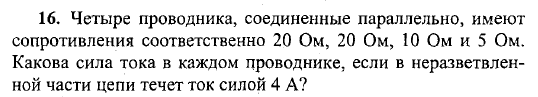 16. Четыре проводника, соединенные параллельно, имеют
сопротивления соответственно 20 Ом, 20 Ом, 10 Ом и 5 Ом.
Какова сила тока в каждом проводнике, если в неразветвлен-
ной части цепи течет ток силой 4 А?